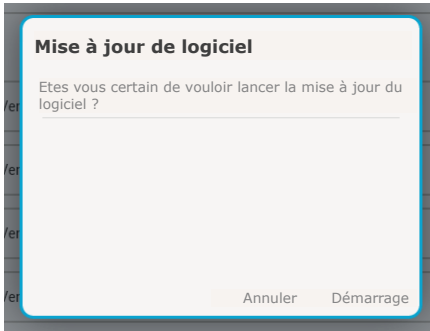 Mise à jour de logiciel
Etes vous certain de vouloir lancer la mise à jour du
logiciel ?
Annuler Démarrage